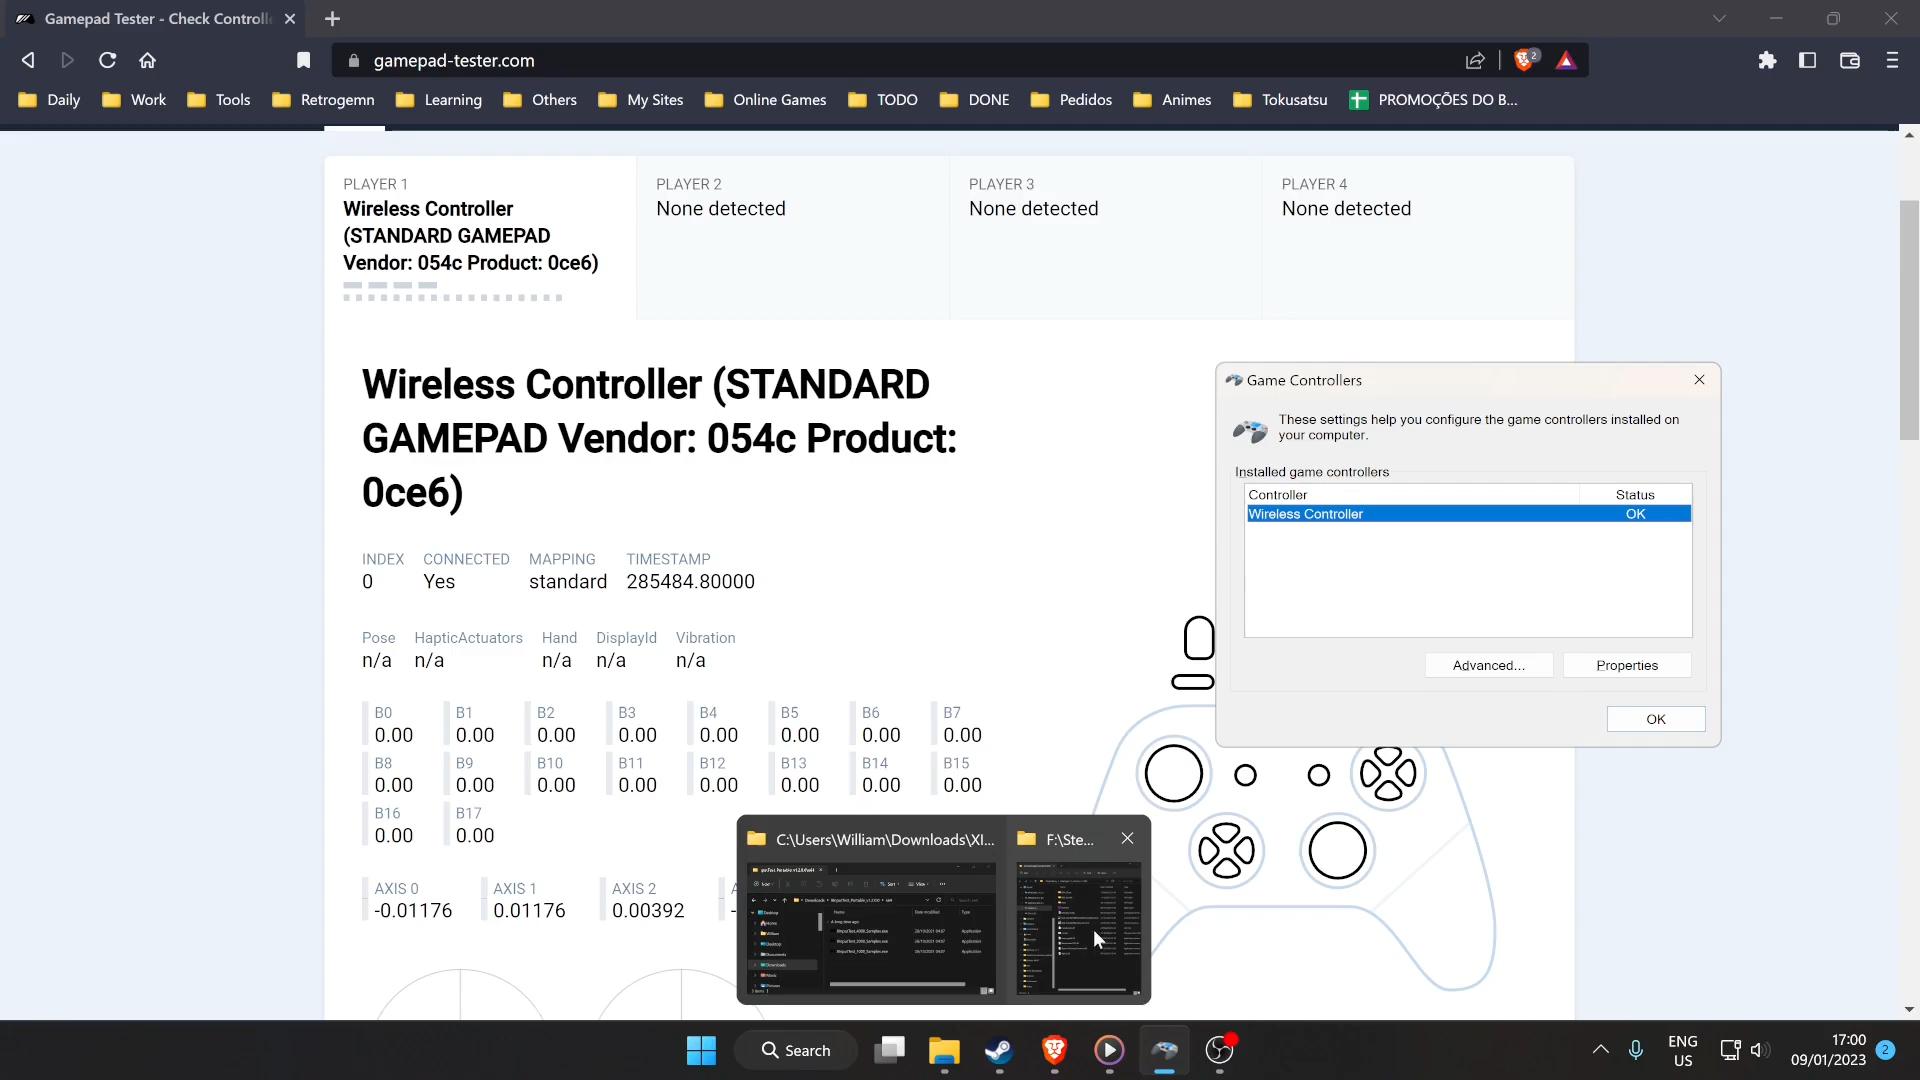 Gamepad Tester - Check Controlle
gamepad-tester.com
2
Daily
Work
Tools
Retrogemn
Learning
Others
My Sites
Online Games
TODO
DONE
Pedidos
Animes
Tokusatsu
PROMOÇÕES DO B...
PLAYER 1
Wireless Controller
(STANDARD GAMEPAD
Vendor: 054c Product: 0ce6)
PLAYER 2
None detected
PLAYER 3
None detected
PLAYER 4
None detected
Wireless Controller (STANDARD
GAMEPAD Vendor: 054c Product:
0ce6)
INDEX CONNECTED MAPPING TIMESTAMP
0 Yes standard 285484.80000
Pose HapticActuators Hand DisplayId Vibration
n/a n/a n/a n/a n/a
B0 B1 B2 B3 B4 B5 B6 B7
0.00 0.00 0.00 0.00 0.00 0.00 0.00 0.00
B8 B9 B10 B11 B12 B13 B14 B15
0.00 0.00 0.00 0.00 0.00 0.00 0.00 0.00
B16 B17
0.00 0.00
AXIS 0 AXIS 1 AXIS 2
-0.01176 0.01176 0.00392
Game Controllers
These settings help you configure the game controllers installed on
your computer.
Installed game controllers
Controller Status
Wireless Controller OK
Advanced... Properties
OK
C:\Users\William\Downloads\XI...
F:\Ste...
Search
ENG
US
17:00
09/01/2023
2